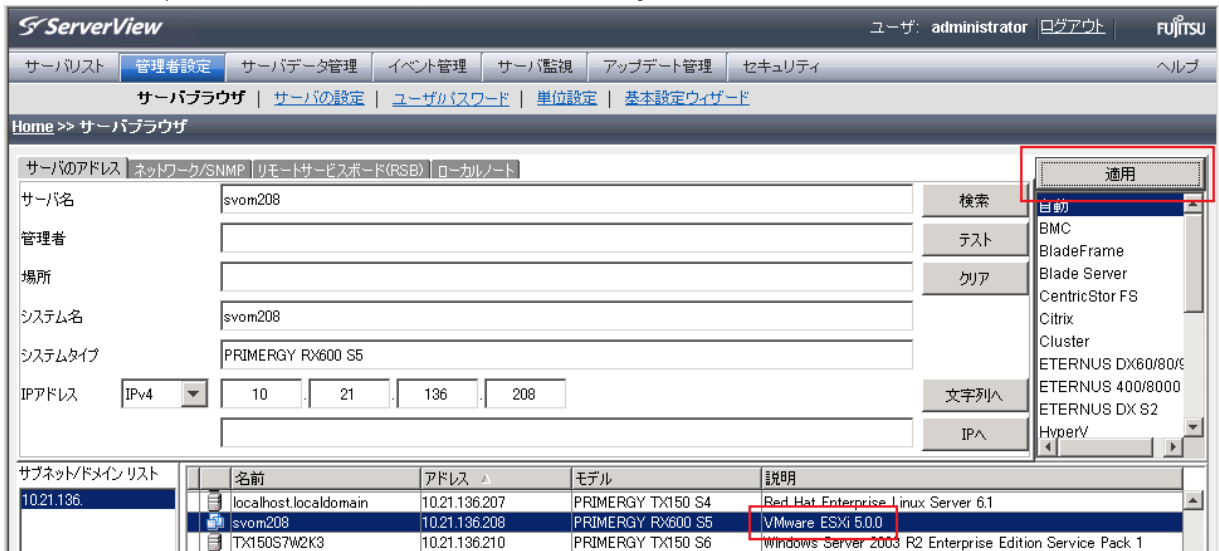 ServerView ユーザ: administrator ログアウト FUJITSU
サーバリスト 管理者設定 サーバデータ管理 イベント管理 サーバ監視 アップデート管理 セキュリティ ヘルプ
サーバブラウザ | サーバの設定 | ユーザ/パスワード | 単位設定 | 基本設定ウィザード
Home >> サーバブラウザ
サーバのアドレス ネットワーク/SNMP リモートサービスボード(RSB) ローカルノート
適用
サーバ名 svom208 検索
管理者 テスト
場所 クリア
システム名 svom208
システムタイプ PRIMERGY RX600 S5
IPアドレス IPv4 10 . 21 . 136 . 208 文字列へ
IPへ
自動
BMC
BladeFrame
Blade Server
CentricStor FS
Citrix
Cluster
ETERNUS DX60/80/9
ETERNUS 400/8000
ETERNUS DX S2
HyperV
サブネット/ドメイン リスト 名前 アドレス モデル 説明
10.21.136. localhost.localdomain 10.21.136.207 PRIMERGY TX150 S4 Red Hat Enterprise Linux Server 6.1
svom208 10.21.136.208 PRIMERGY RX600 S5 VMware ESXi 5.0.0
TX150S7W2K3 10.21.136.210 PRIMERGY TX150 S6 Windows Server 2003 R2 Enterprise Edition Service Pack 1